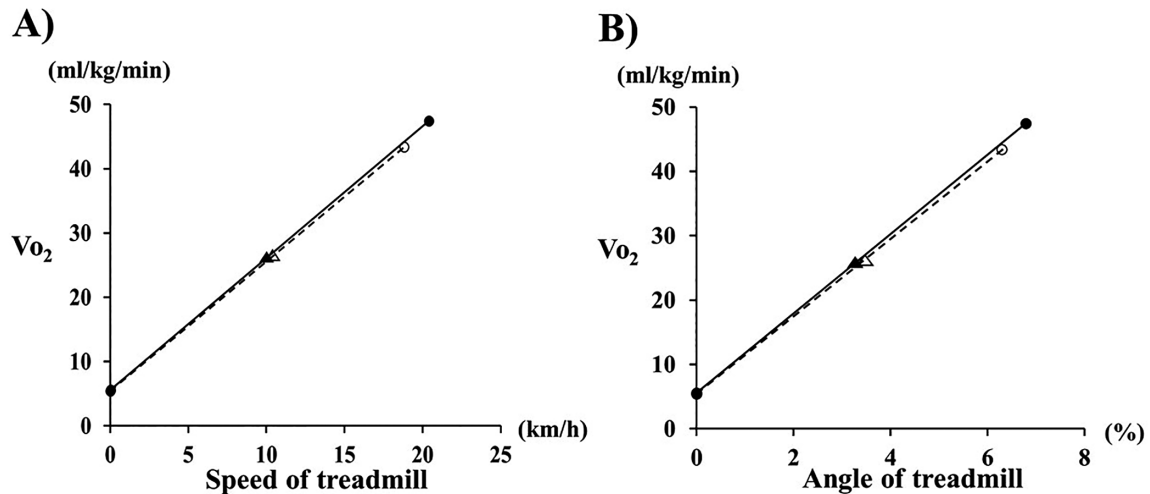 A)
(ml/kg/min)
50
40
30
20
10
0
Vo2
0 5 10 15 20 25
(km/h)
Speed of treadmill
B)
(ml/kg/min)
50
40
30
20
10
0
Vo2
0 2 4 6 8
(%)
Angle of treadmill